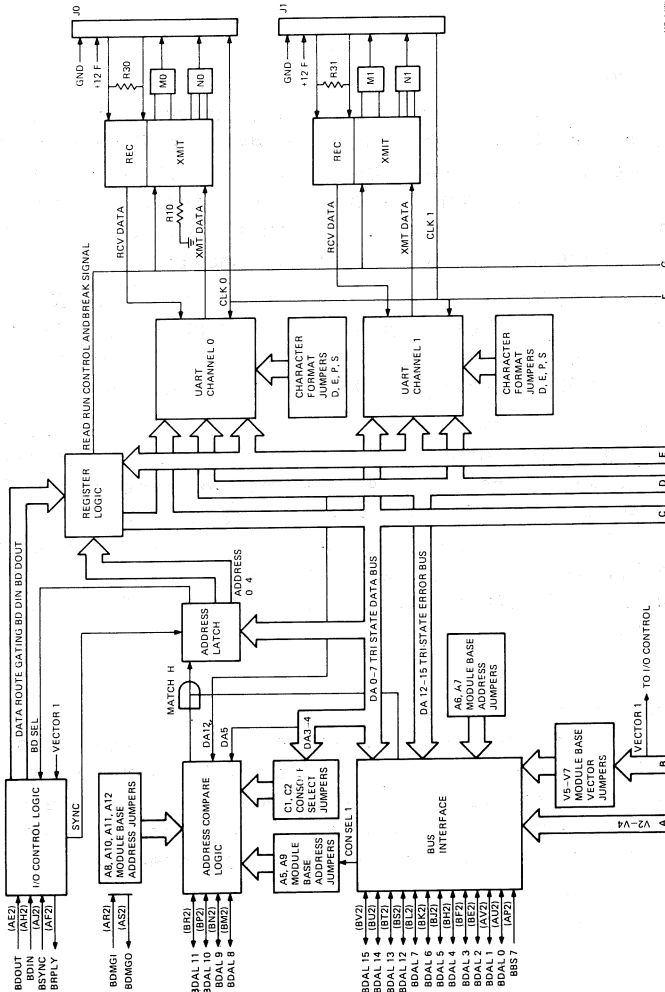 BDOUT (AE2)
BDIN (AH2)
BSYNC (AJ2)
BRPLY (AF2)
I/O CONTROL LOGIC
DATA ROUTE GATING BD DIN BD DOUT
BD SEL
VECTOR 1
SYNC
BDMGI (AR2)
BDMGO (AS2)
A8, A10, A11, A12
MODULE BASE
ADDRESS JUMPERS
BDAL 11 (BR2)
BDAL 10 (BP2)
BDAL 9 (BN2)
BDAL 8 (BM2)
ADDRESS COMPARE
LOGIC
MATCH H
DA12
DA5
DA3-4
ADDRESS
LATCH
ADDRESS
0 4
REGISTER
LOGIC
READ RUN CONTROL AND BREAK SIGNAL
A5, A9
MODULE
BASE
ADDRESS
JUMPERS
C1, C2
SELECT
JUMPERS
CONSEL 1
BDAL 15 (BV2)
BDAL 14 (BU2)
BDAL 13 (BT2)
BDAL 12 (BS2)
BDAL 7 (BL2)
BDAL 6 (BK2)
BDAL 5 (BJ2)
BDAL 4 (BH2)
BDAL 3 (BF2)
BDAL 2 (BE2)
BDAL 1 (AV2)
BDAL 0 (AU2)
BBS 7 (AP2)
BUS
INTERFACE
DA 0-7 TRI STATE DATA BUS
DA 12-15 TRI-STATE ERROR BUS
A6, A7
MODULE BASE
ADDRESS
JUMPERS
V5-V7
MODULE BASE
VECTOR
JUMPERS
VECTOR 1
TO I/O CONTROL
V2-V4
A
B
C
D
E
F
UART
CHANNEL 0
CHARACTER
FORMAT
JUMPERS
D, E, P, S
RCV DATA
XMT DATA
CLK 0
R10
REC
XMIT
R30
M0
N0
GND
+12 F
J0
UART
CHANNEL 1
CHARACTER
FORMAT
JUMPERS
D, E, P, S
RCV DATA
XMT DATA
CLK 1
REC
XMIT
R31
M1
N1
GND
+12 F
J1